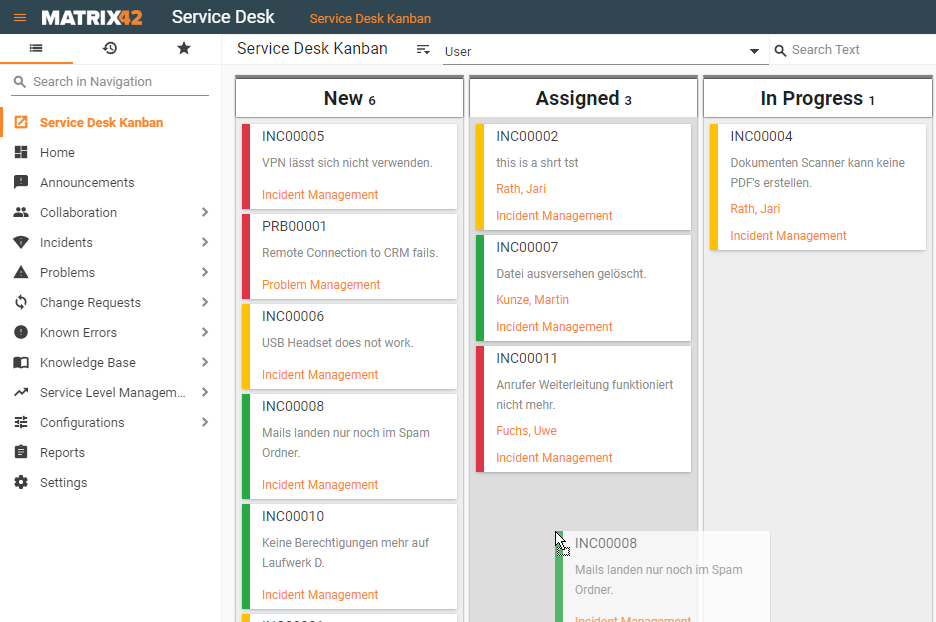 MATRIX42
Service Desk
Service Desk Kanban
Search in Navigation
Service Desk Kanban
Home
Announcements
Collaboration
Incidents
Problems
Change Requests
Known Errors
Knowledge Base
Service Level Managem...
Configurations
Reports
Settings
Service Desk Kanban
User
Search Text
New 6
INC00005
VPN lässt sich nicht verwenden.
Incident Management
PRB00001
Remote Connection to CRM fails.
Problem Management
INC00006
USB Headset does not work.
Incident Management
INC00008
Mails landen nur noch im Spam
Ordner.
Incident Management
INC00010
Keine Berechtigungen mehr auf
Laufwerk D.
Incident Management
Assigned 3
INC00002
this is a shrt tst
Rath, Jari
Incident Management
INC00007
Datei ausversehen gelöscht.
Kunze, Martin
Incident Management
INC00011
Anrufer Weiterleitung funktioniert
nicht mehr.
Fuchs, Uwe
Incident Management
INC00008
Mails landen nur noch im Spam
Ordner.
Incident Management
In Progress 1
INC00004
Dokumenten Scanner kann keine
PDF's erstellen.
Rath, Jari
Incident Management